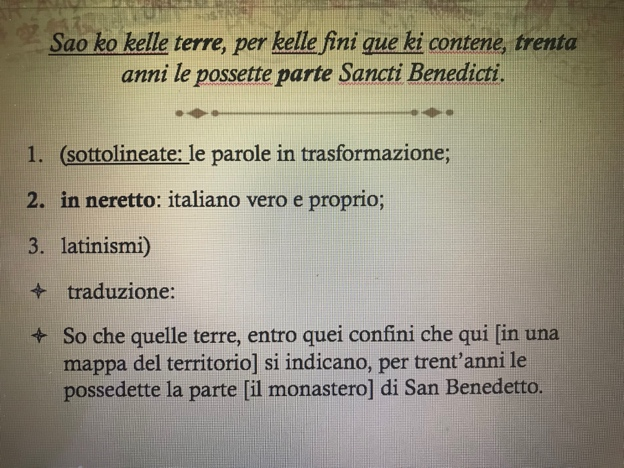 Sao ko kelle terre, per kelle fini que ki contene, trenta
anni le possette parte Sancti Benedicti.
1. (sottolineate: le parole in trasformazione;
2. in neretto: italiano vero e proprio;
3. latinismi)
traduzione:
So che quelle terre, entro quei confini che qui [in una
mappa del territorio] si indicano, per trent'anni le
possedette la parte [il monastero] di San Benedetto.